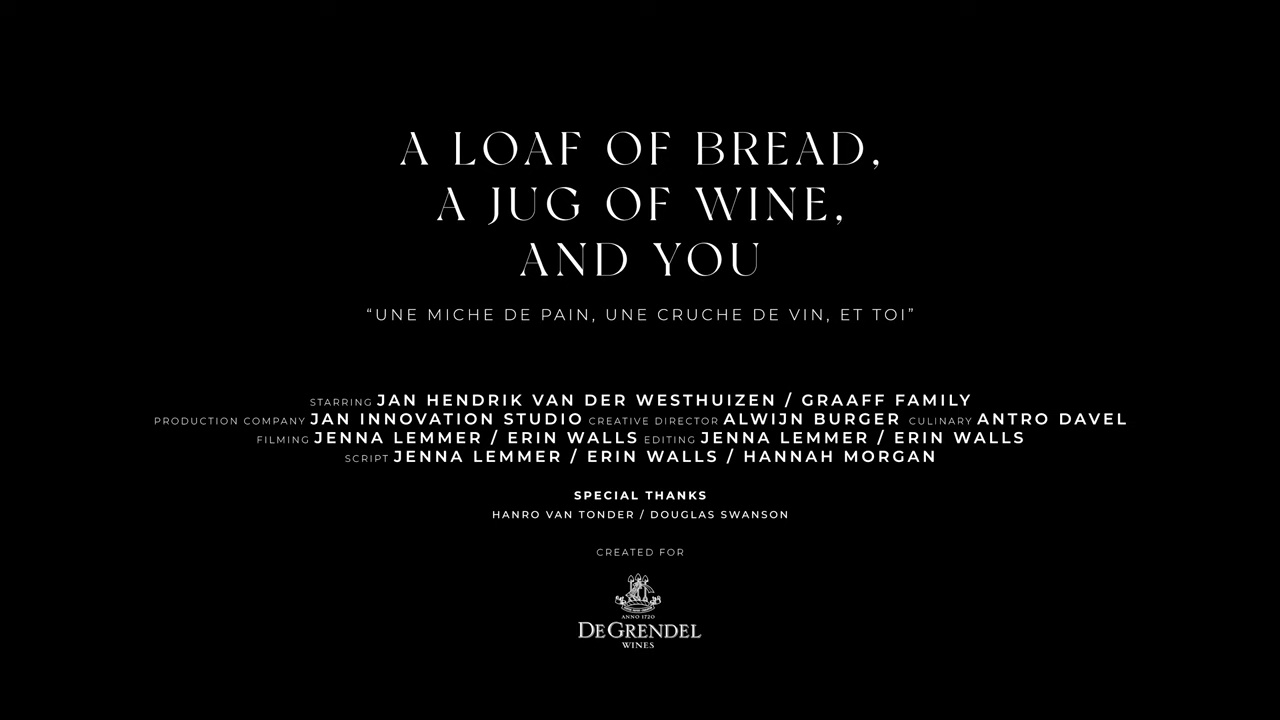 A LOAF OF BREAD,
A JUG OF WINE,
AND YOU
“UNE MICHE DE PAIN, UNE CRUCHE DE VIN, ET TOI”
STARRING JAN HENDRIK VAN DER WESTHUIZEN / GRAAFF FAMILY
PRODUCTION COMPANY JAN INNOVATION STUDIO CREATIVE DIRECTOR ALWIJN BURGER CULINARY ANTRO DAVEL
FILMING JENNA LEMMER / ERIN WALLS EDITING JENNA LEMMER / ERIN WALLS
SCRIPT JENNA LEMMER / ERIN WALLS / HANNAH MORGAN
SPECIAL THANKS
HANRO VAN TONDER / DOUGLAS SWANSON
CREATED FOR
ANNO 1720
DEGRENDEL
WINES